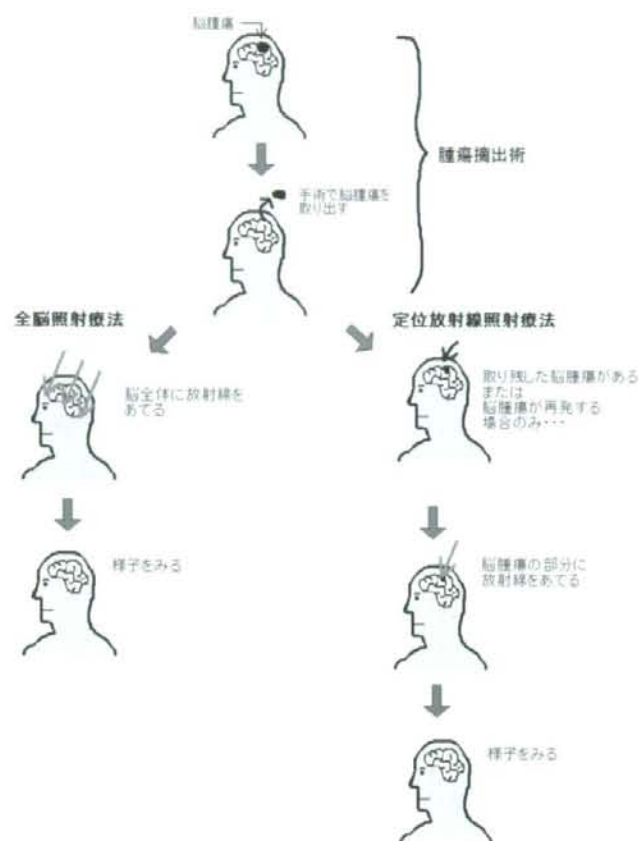 脳腫瘍
腫瘍摘出術
手術で脳腫瘍を
取り出す
全脳照射療法
定位放射線照射療法
脳全体に放射線を
あてる
取り残した脳腫瘍がある
または
脳腫瘍が再発する
場合のみ・・・
様子をみる
脳腫瘍の部分に
放射線をあてる
様子をみる